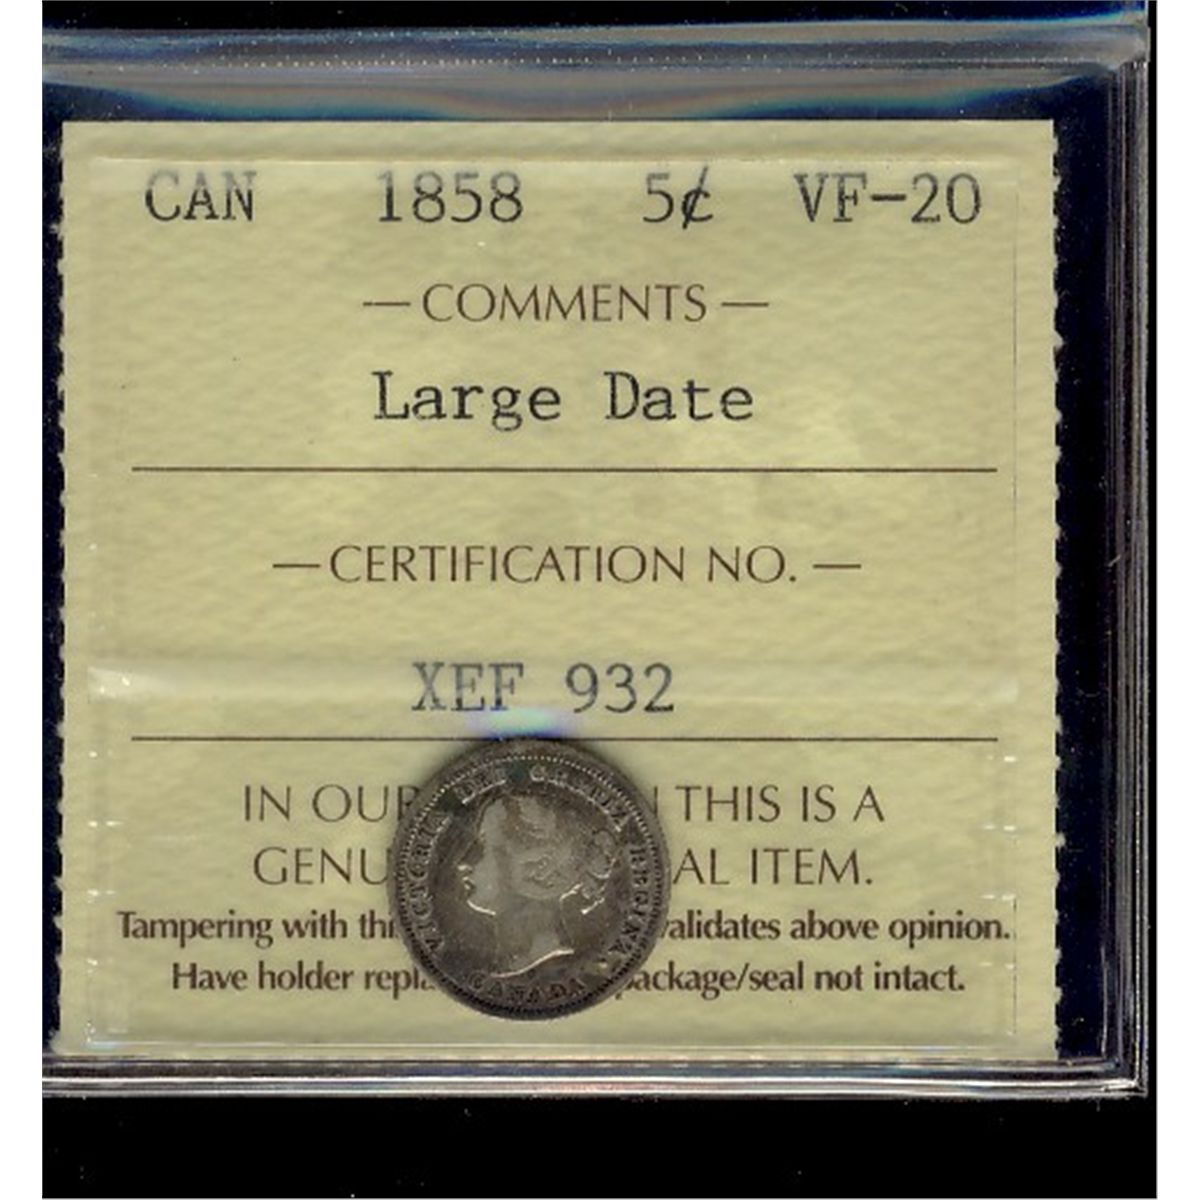 CAN 1858 5¢ VF-20
— COMMENTS —
Large Date
— CERTIFICATION NO. —
XEF 932
IN OUR THIS IS A
GENU AL ITEM.
Tampering with thi validates above opinion.
Have holder repla package/seal not intact.
VICTORIA DEI GRATIA REGINA.
CANADA